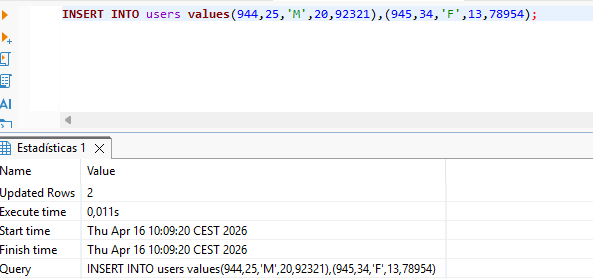 INSERT INTO users values(944,25,'M',20,92321),(945,34,'F',13,78954);
AI
Estadísticas 1
Name Value
Updated Rows 2
Execute time 0,011s
Start time Thu Apr 16 10:09:20 CEST 2026
Finish time Thu Apr 16 10:09:20 CEST 2026
Query INSERT INTO users values(944,25,'M',20,92321),(945,34,'F',13,78954)